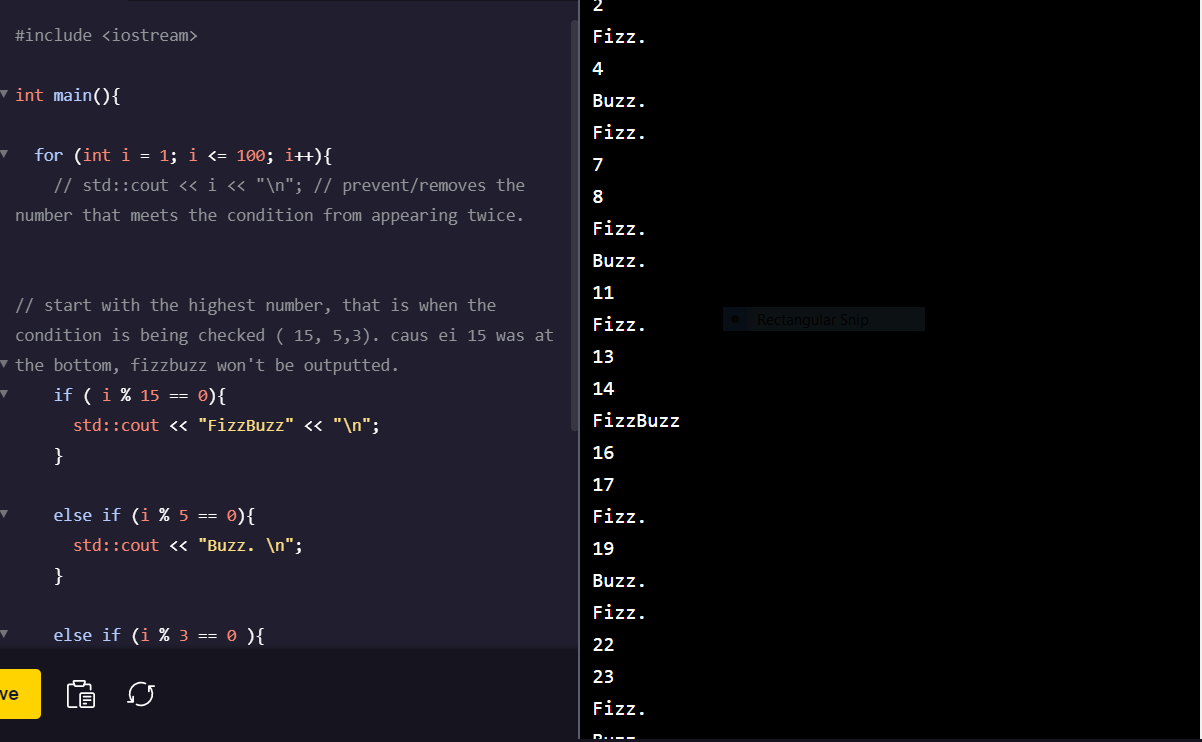 #include <iostream>
int main(){
for (int i = 1; i <= 100; i++){
// std::cout << i << "\n"; // prevent/removes the
number that meets the condition from appearing twice.
// start with the highest number, that is when the
condition is being checked ( 15, 5,3). caus ei 15 was at
the bottom, fizzbuzz won't be outputted.
if ( i % 15 == 0){
std::cout << "FizzBuzz" << "\n";
}
else if (i % 5 == 0){
std::cout << "Buzz. \n";
}
else if (i % 3 == 0 ){
ve
2
Fizz.
4
Buzz.
Fizz.
7
8
Fizz.
Buzz.
11
Fizz.
13
14
FizzBuzz
16
17
Fizz.
19
Buzz.
Fizz.
22
23
Fizz.
Buzz.
Rectangular Snip